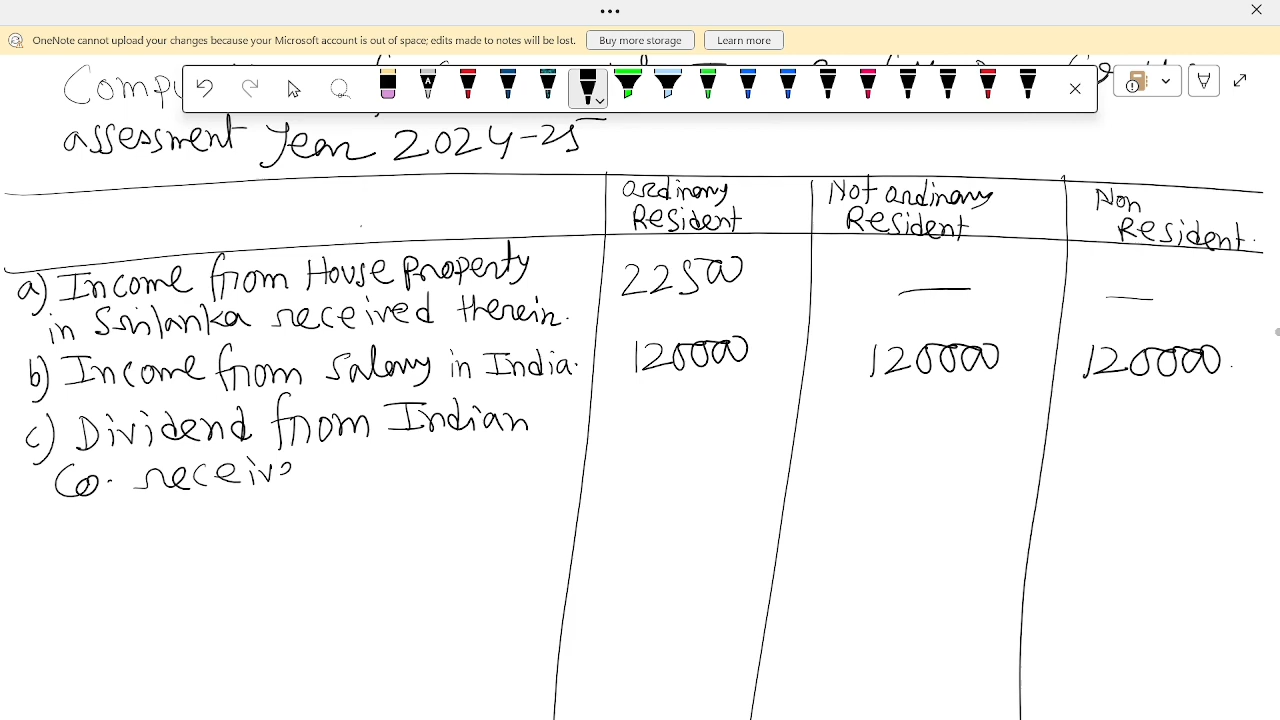 OneNote cannot upload your changes because your Microsoft account is out of space; edits made to notes will be lost. Buy more storage Learn more
assessment Year 2024-25
ordinary Resident Not ordinary Resident Non Resident.
a) Income from House property 22500 — —
in Srilanka received therein.
b) Income from salary in India. 120000 120000 120000.
c) Dividend from Indian
Co. receiv